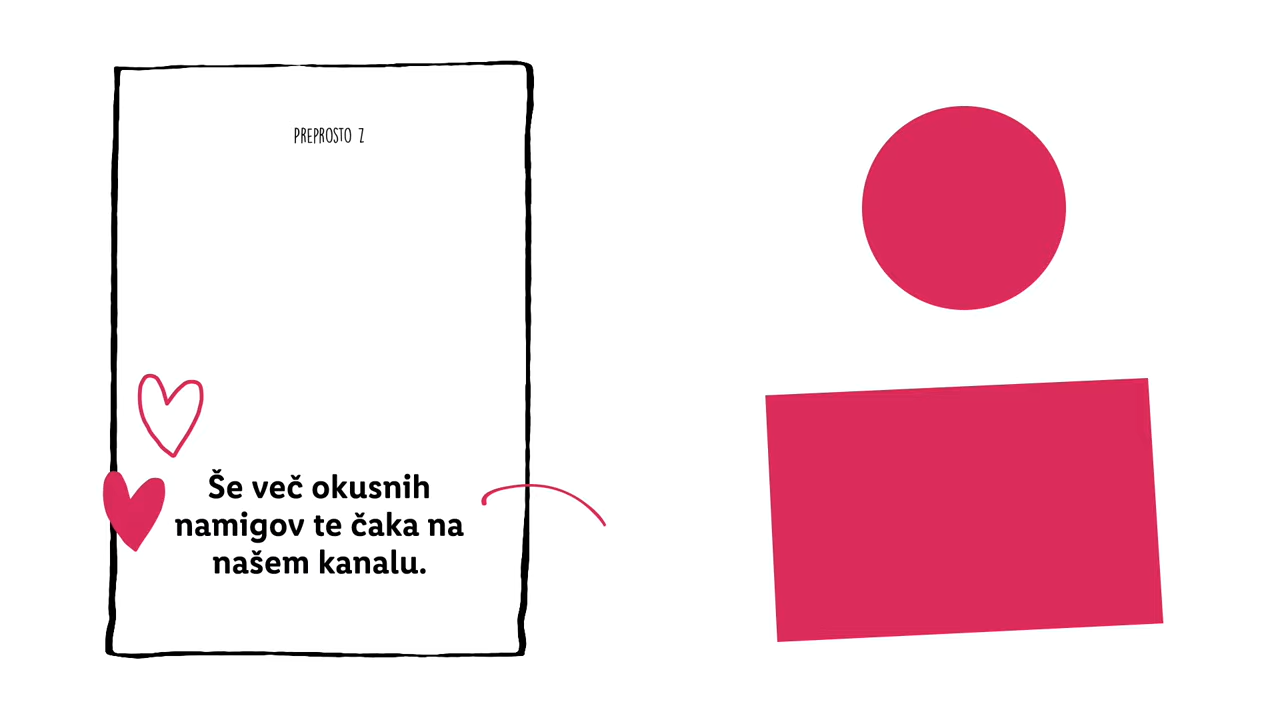 PREPROSTO Z
Še več okusnih
namigov te čaka na
našem kanalu.